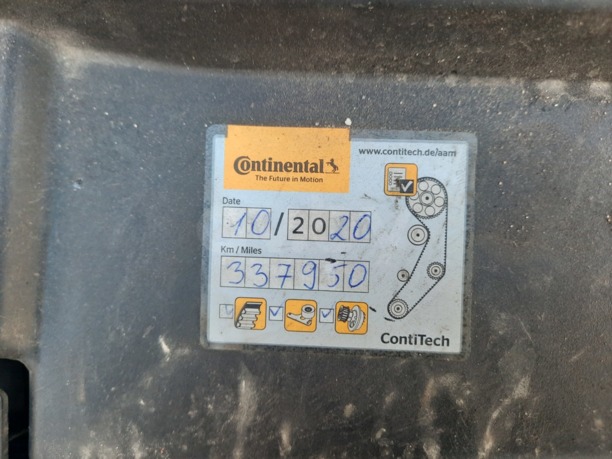 Continental
The Future in Motion
www.contitech.de/aam
Date
10/2020
Km / Miles
337950
ContiTech